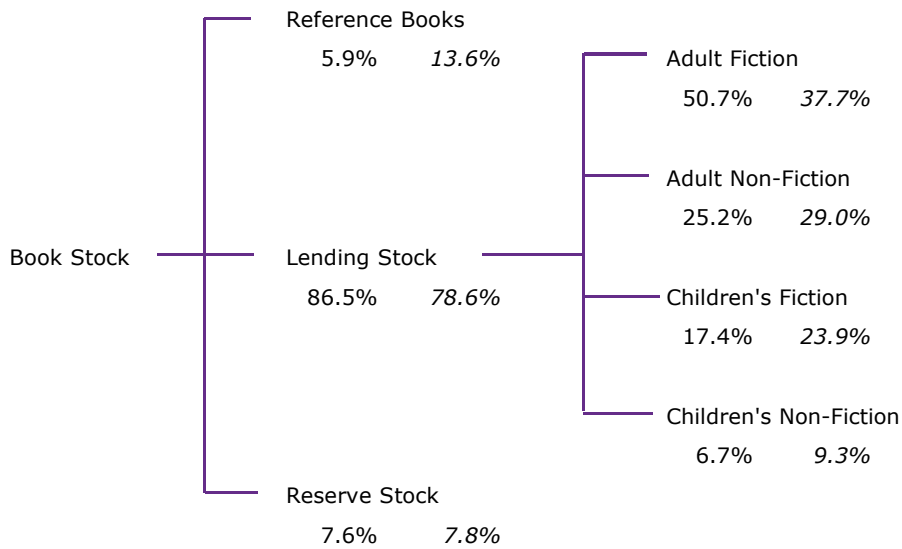 Book Stock
Reference Books
5.9% 13.6%
Lending Stock
86.5% 78.6%
Reserve Stock
7.6% 7.8%
Adult Fiction
50.7% 37.7%
Adult Non-Fiction
25.2% 29.0%
Children's Fiction
17.4% 23.9%
Children's Non-Fiction
6.7% 9.3%